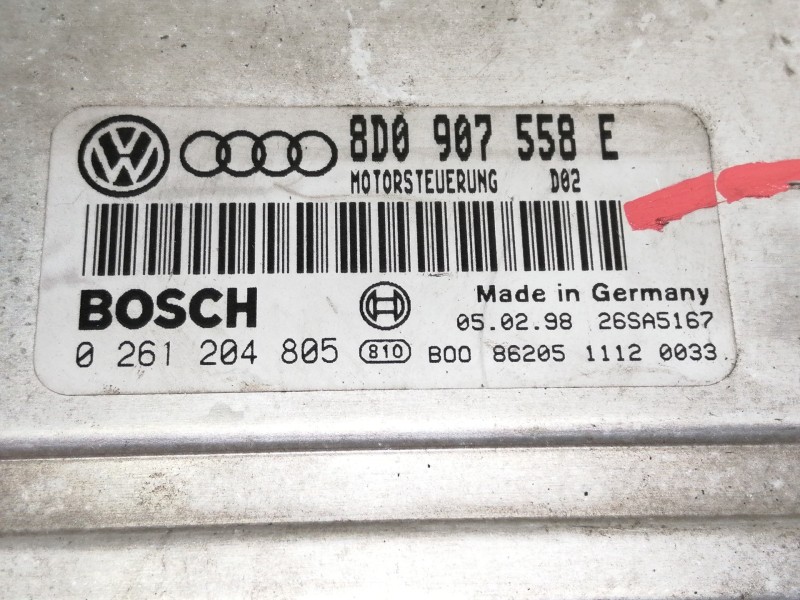 8D0 907 558 E
MOTORSTEUERUNG D02
BOSCH
Made in Germany
05.02.98 26SA5167
0 261 204 805 810 B00 86205 1112 0033